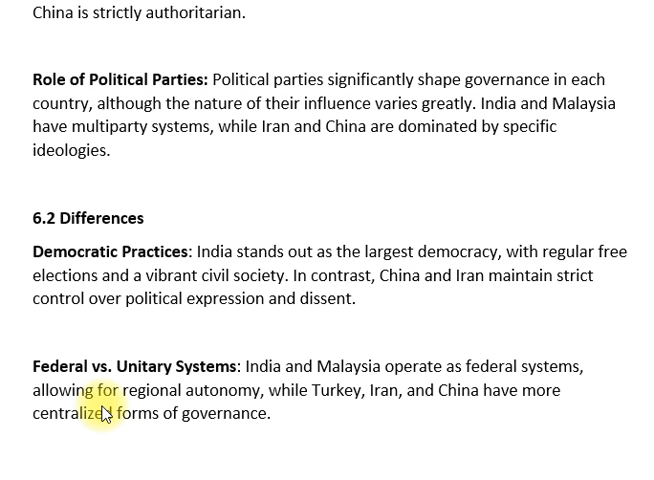 China is strictly authoritarian.
Role of Political Parties: Political parties significantly shape governance in each
country, although the nature of their influence varies greatly. India and Malaysia
have multiparty systems, while Iran and China are dominated by specific
ideologies.
6.2 Differences
Democratic Practices: India stands out as the largest democracy, with regular free
elections and a vibrant civil society. In contrast, China and Iran maintain strict
control over political expression and dissent.
Federal vs. Unitary Systems: India and Malaysia operate as federal systems,
allowing for regional autonomy, while Turkey, Iran, and China have more
centralized forms of governance.